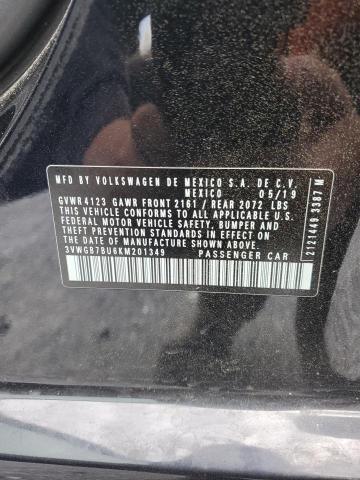 MFD BY VOLKSWAGEN DE MEXICO S.A. DE C.V.
MEXICO 05/19
GVWR 4123 GAWR FRONT 2161 / REAR 2072 LBS
THIS VEHICLE CONFORMS TO ALL APPLICABLE U.S.
FEDERAL MOTOR VEHICLE SAFETY, BUMPER AND
THEFT PREVENTION STANDARDS IN EFFECT ON THE
DATE OF MANUFACTURE SHOWN ABOVE
3VWGB7BU6KM201349 PASSENGER CAR
2121449 3387 M